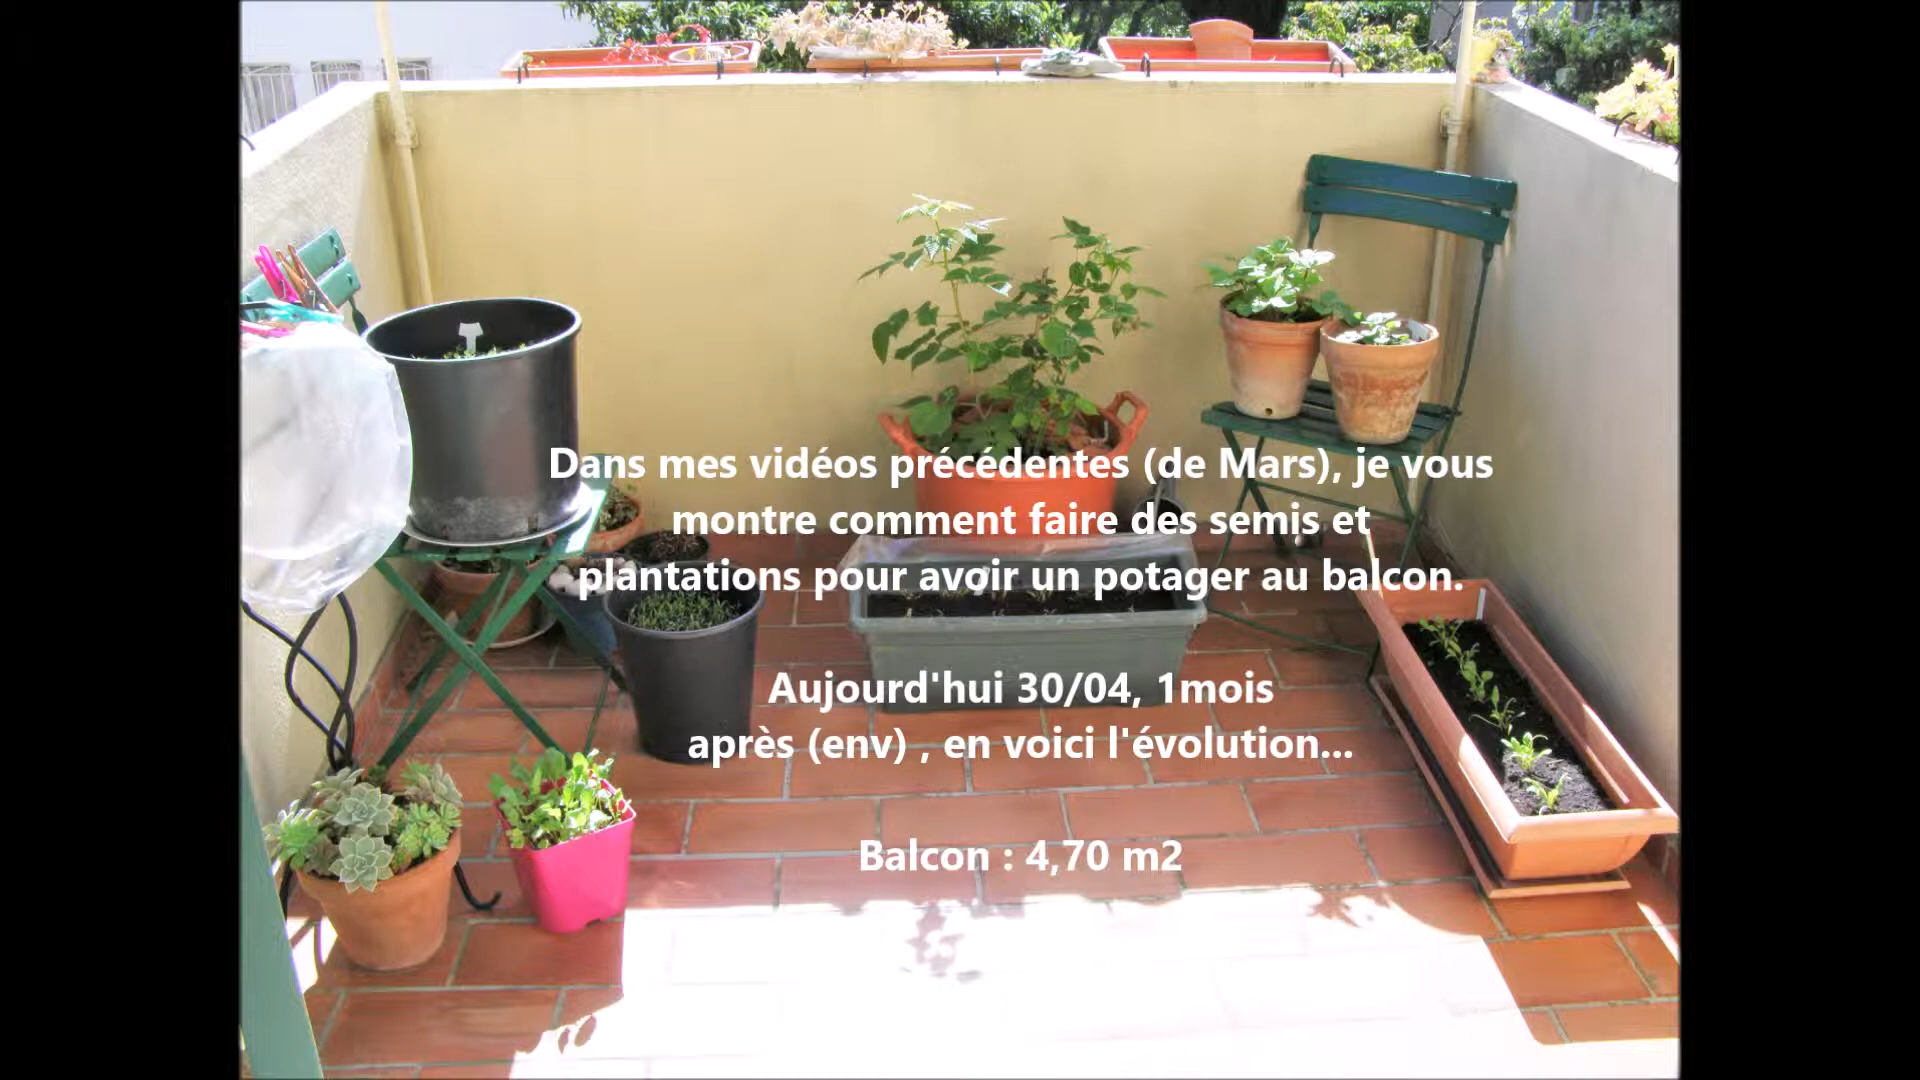 Dans mes vidéos précédentes (de Mars), je vous
montre comment faire des semis et
plantations pour avoir un potager au balcon.
Aujourd'hui 30/04, 1mois
après (env) , en voici l'évolution...
Balcon : 4,70 m2